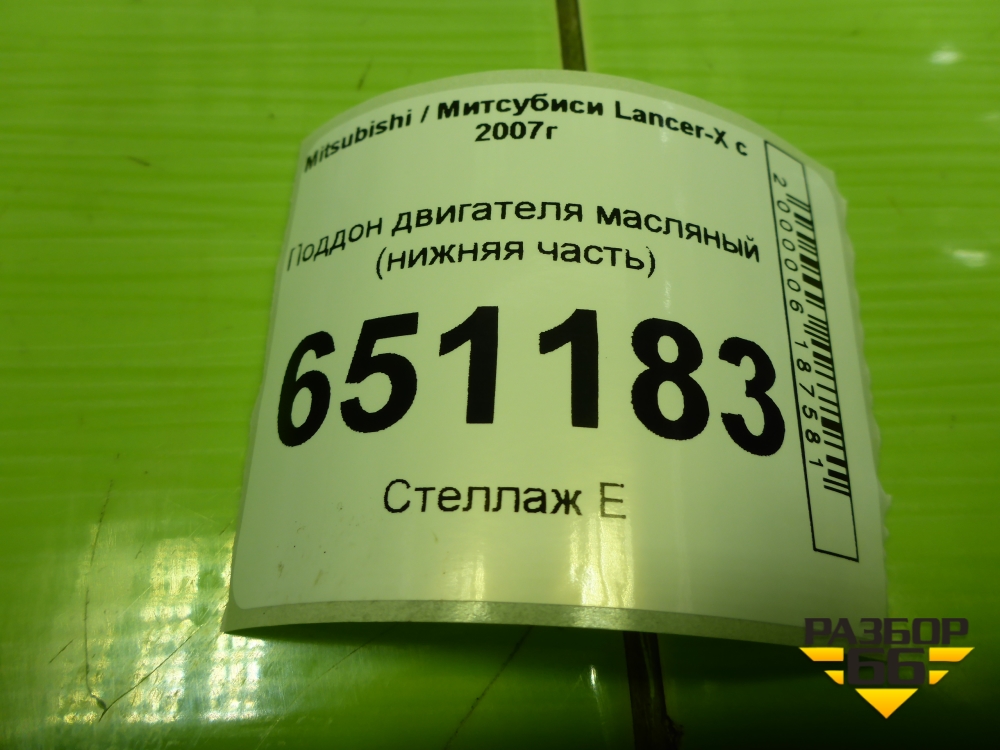 Mitsubishi / Митсубиси Lancer-X с
2007г
Поддон двигателя масляный
(нижняя часть)
651183
Стеллаж Е
2000006187581
РАЗБОР
66